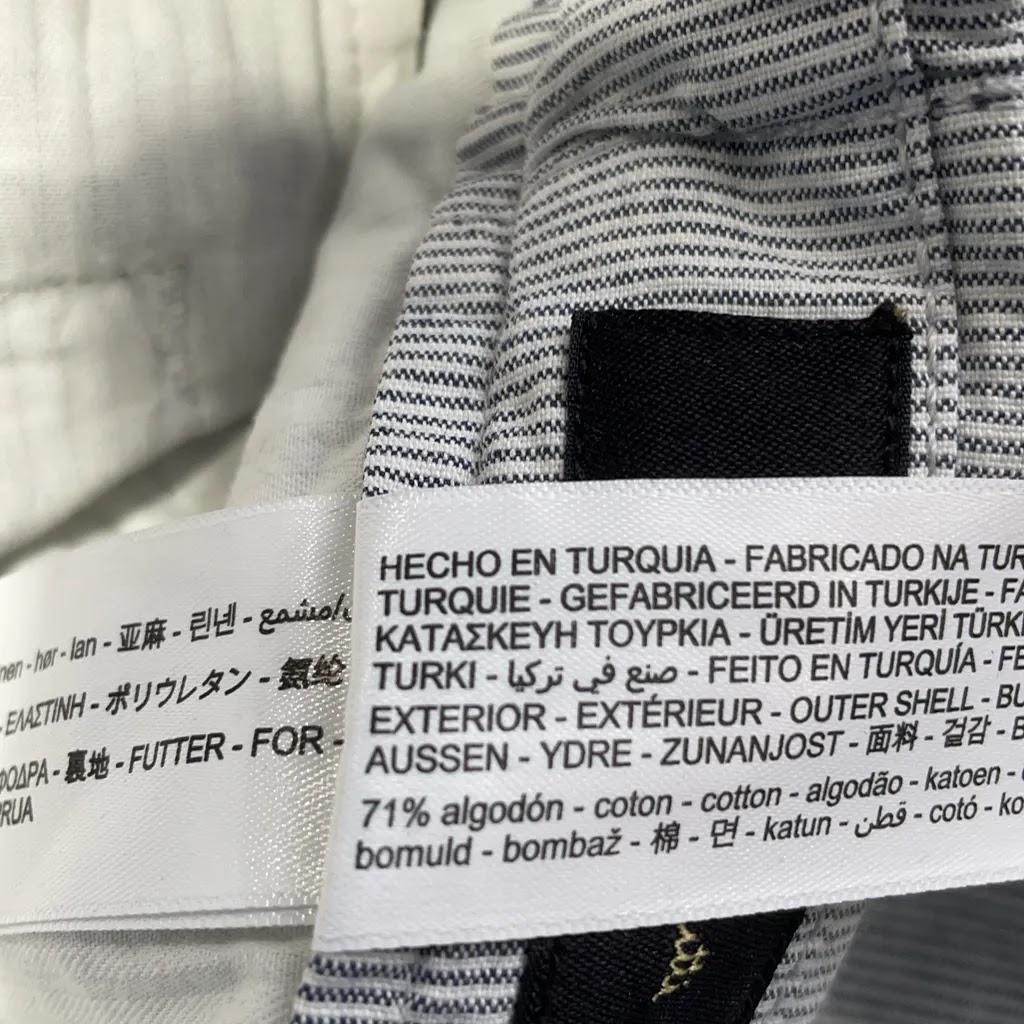 hør - lan - 亚麻 - 린넨 -
ΕΛΑΣΤΙΝΗ - ポリウレタン - 氨纶
裏地 - FUTTER - FOR -
HECHO EN TURQUIA - FABRICADO NA TUR
TURQUIE - GEFABRICEERD IN TURKIJE - FA
ΚΑΤΑΣΚΕΥΗ ΤΟΥΡΚΙΑ - ÜRETİM YERİ TÜRKİ
TURKI - صنع في تركيا - FEITO EN TURQUÍA - FE
EXTERIOR - EXTÉRIEUR - OUTER SHELL - BU
AUSSEN - YDRE - ZUNANJOST - 面料 - 겉감 - B
71% algodón - coton - cotton - algodão - katoen -
bomuld - bombaž - 棉 - 면 - katun - قطن - cotó - ko